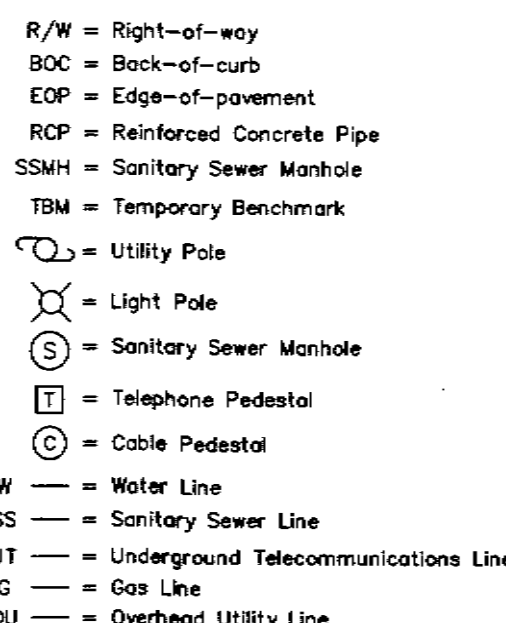 R/W = Right-of-way
BOC = Back-of-curb
EOP = Edge-of-pavement
RCP = Reinforced Concrete Pipe
SSMH = Sanitary Sewer Manhole
TBM = Temporary Benchmark
= Utility Pole
= Light Pole
S = Sanitary Sewer Manhole
T = Telephone Pedestal
C = Cable Pedestal
W — = Water Line
SS — = Sanitary Sewer Line
UT — = Underground Telecommunications Line
G — = Gas Line
OU — = Overhead Utility Line